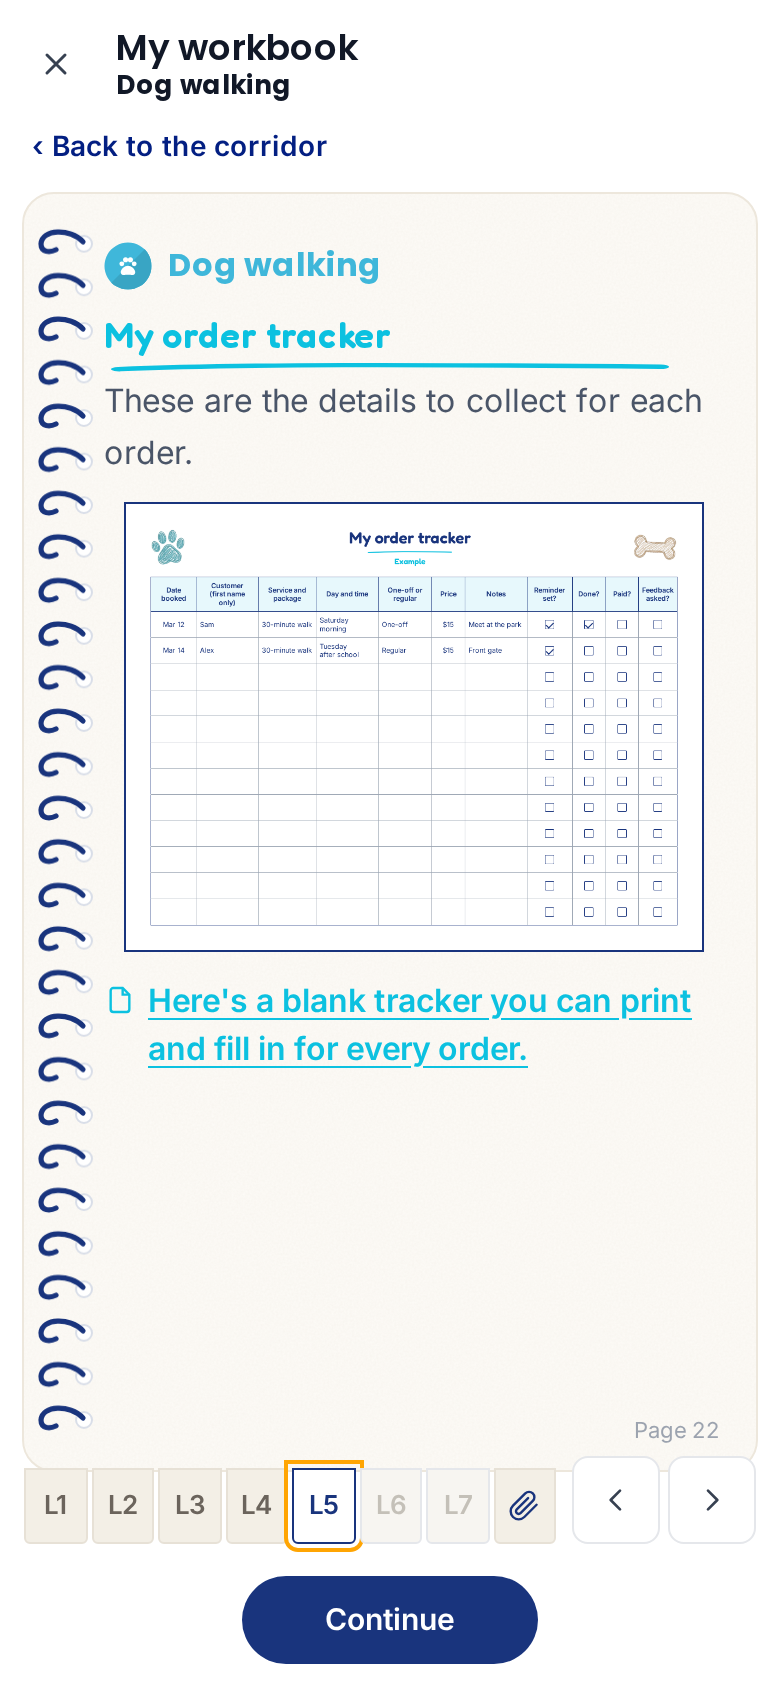 My workbook
Dog walking
‹ Back to the corridor
Dog walking
My order tracker
These are the details to collect for each
order.
My order tracker
Example
Date booked | Customer (first name only) | Service and package | Day and time | One-off or regular | Price | Notes | Reminder set? | Done? | Paid? | Feedback asked?
Mar 12 | Sam | 30-minute walk | Saturday morning | One-off | $15 | Meet at the park
Mar 14 | Alex | 30-minute walk | Tuesday after school | Regular | $15 | Front gate
Here's a blank tracker you can print
and fill in for every order.
Page 22
L1 L2 L3 L4 L5 L6 L7
Continue